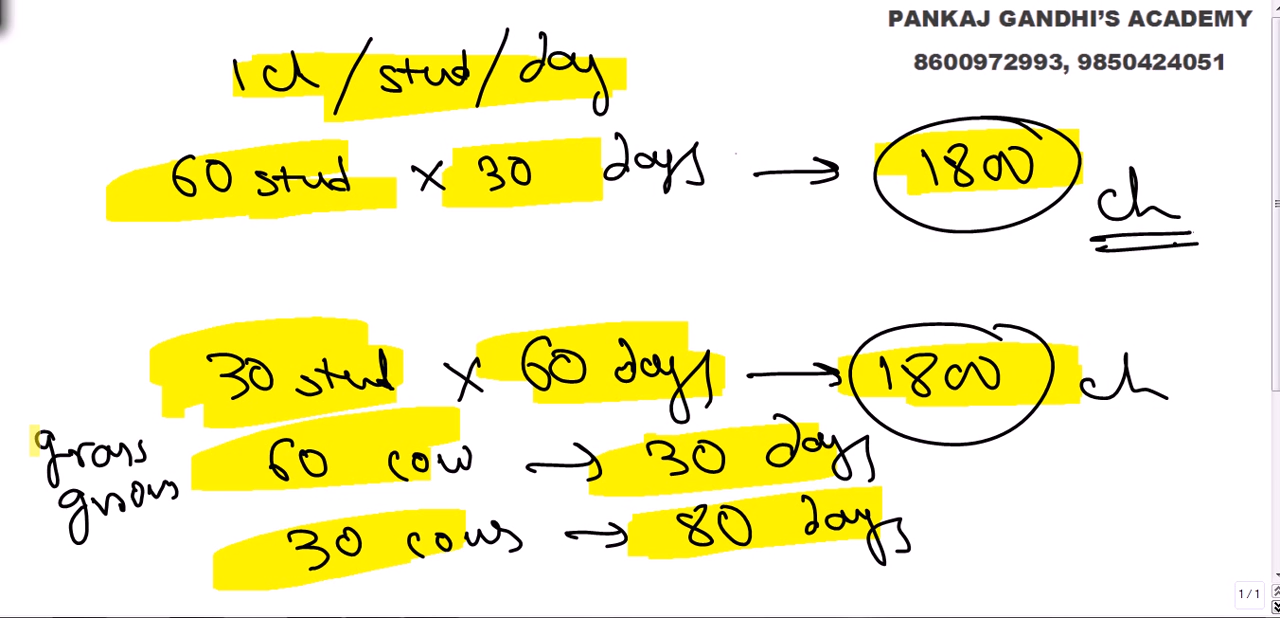 PANKAJ GANDHI'S ACADEMY
8600972993, 9850424051
1 ch / stud / day
60 stud × 30 days → 1800 ch
30 stud × 60 days → 1800 ch
grass 60 cow → 30 days
grows 30 cows → 80 days
1 / 1